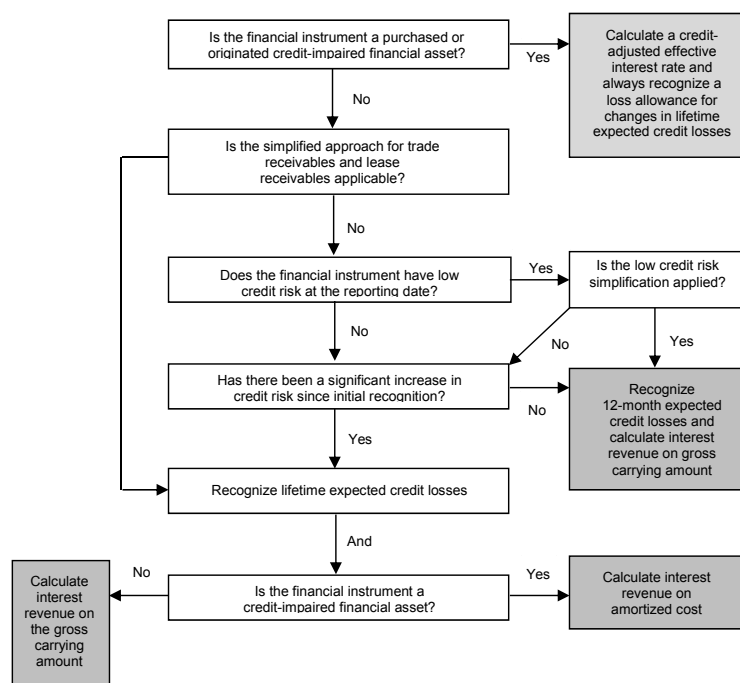 Is the financial instrument a purchased or
originated credit-impaired financial asset?
Yes
Calculate a credit-
adjusted effective
interest rate and
always recognize a
loss allowance for
changes in lifetime
expected credit losses
No
Is the simplified approach for trade
receivables and lease
receivables applicable?
No
Does the financial instrument have low
credit risk at the reporting date?
Yes
Is the low credit risk
simplification applied?
No
No
Yes
Has there been a significant increase in
credit risk since initial recognition?
No
Recognize
12-month expected
credit losses and
calculate interest
revenue on gross
carrying amount
Yes
Recognize lifetime expected credit losses
And
Is the financial instrument a
credit-impaired financial asset?
No
Calculate
interest
revenue on
the gross
carrying
amount
Yes
Calculate interest
revenue on
amortized cost